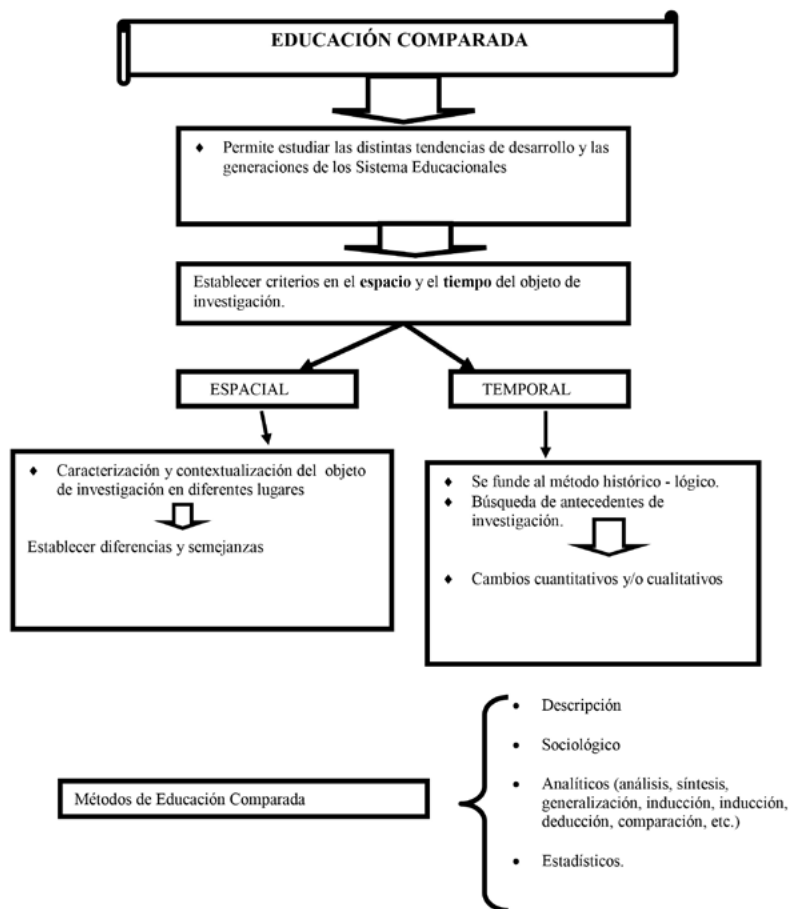 EDUCACIÓN COMPARADA
♦ Permite estudiar las distintas tendencias de desarrollo y las
generaciones de los Sistema Educacionales
Establecer criterios en el espacio y el tiempo del objeto de
investigación.
ESPACIAL
TEMPORAL
♦ Caracterización y contextualización del objeto
de investigación en diferentes lugares
Establecer diferencias y semejanzas
♦ Se funde al método histórico - lógico.
♦ Búsqueda de antecedentes de
investigación.
♦ Cambios cuantitativos y/o cualitativos
Métodos de Educación Comparada
• Descripción
• Sociológico
• Analíticos (análisis, síntesis,
generalización, inducción, inducción,
deducción, comparación, etc.)
• Estadísticos.